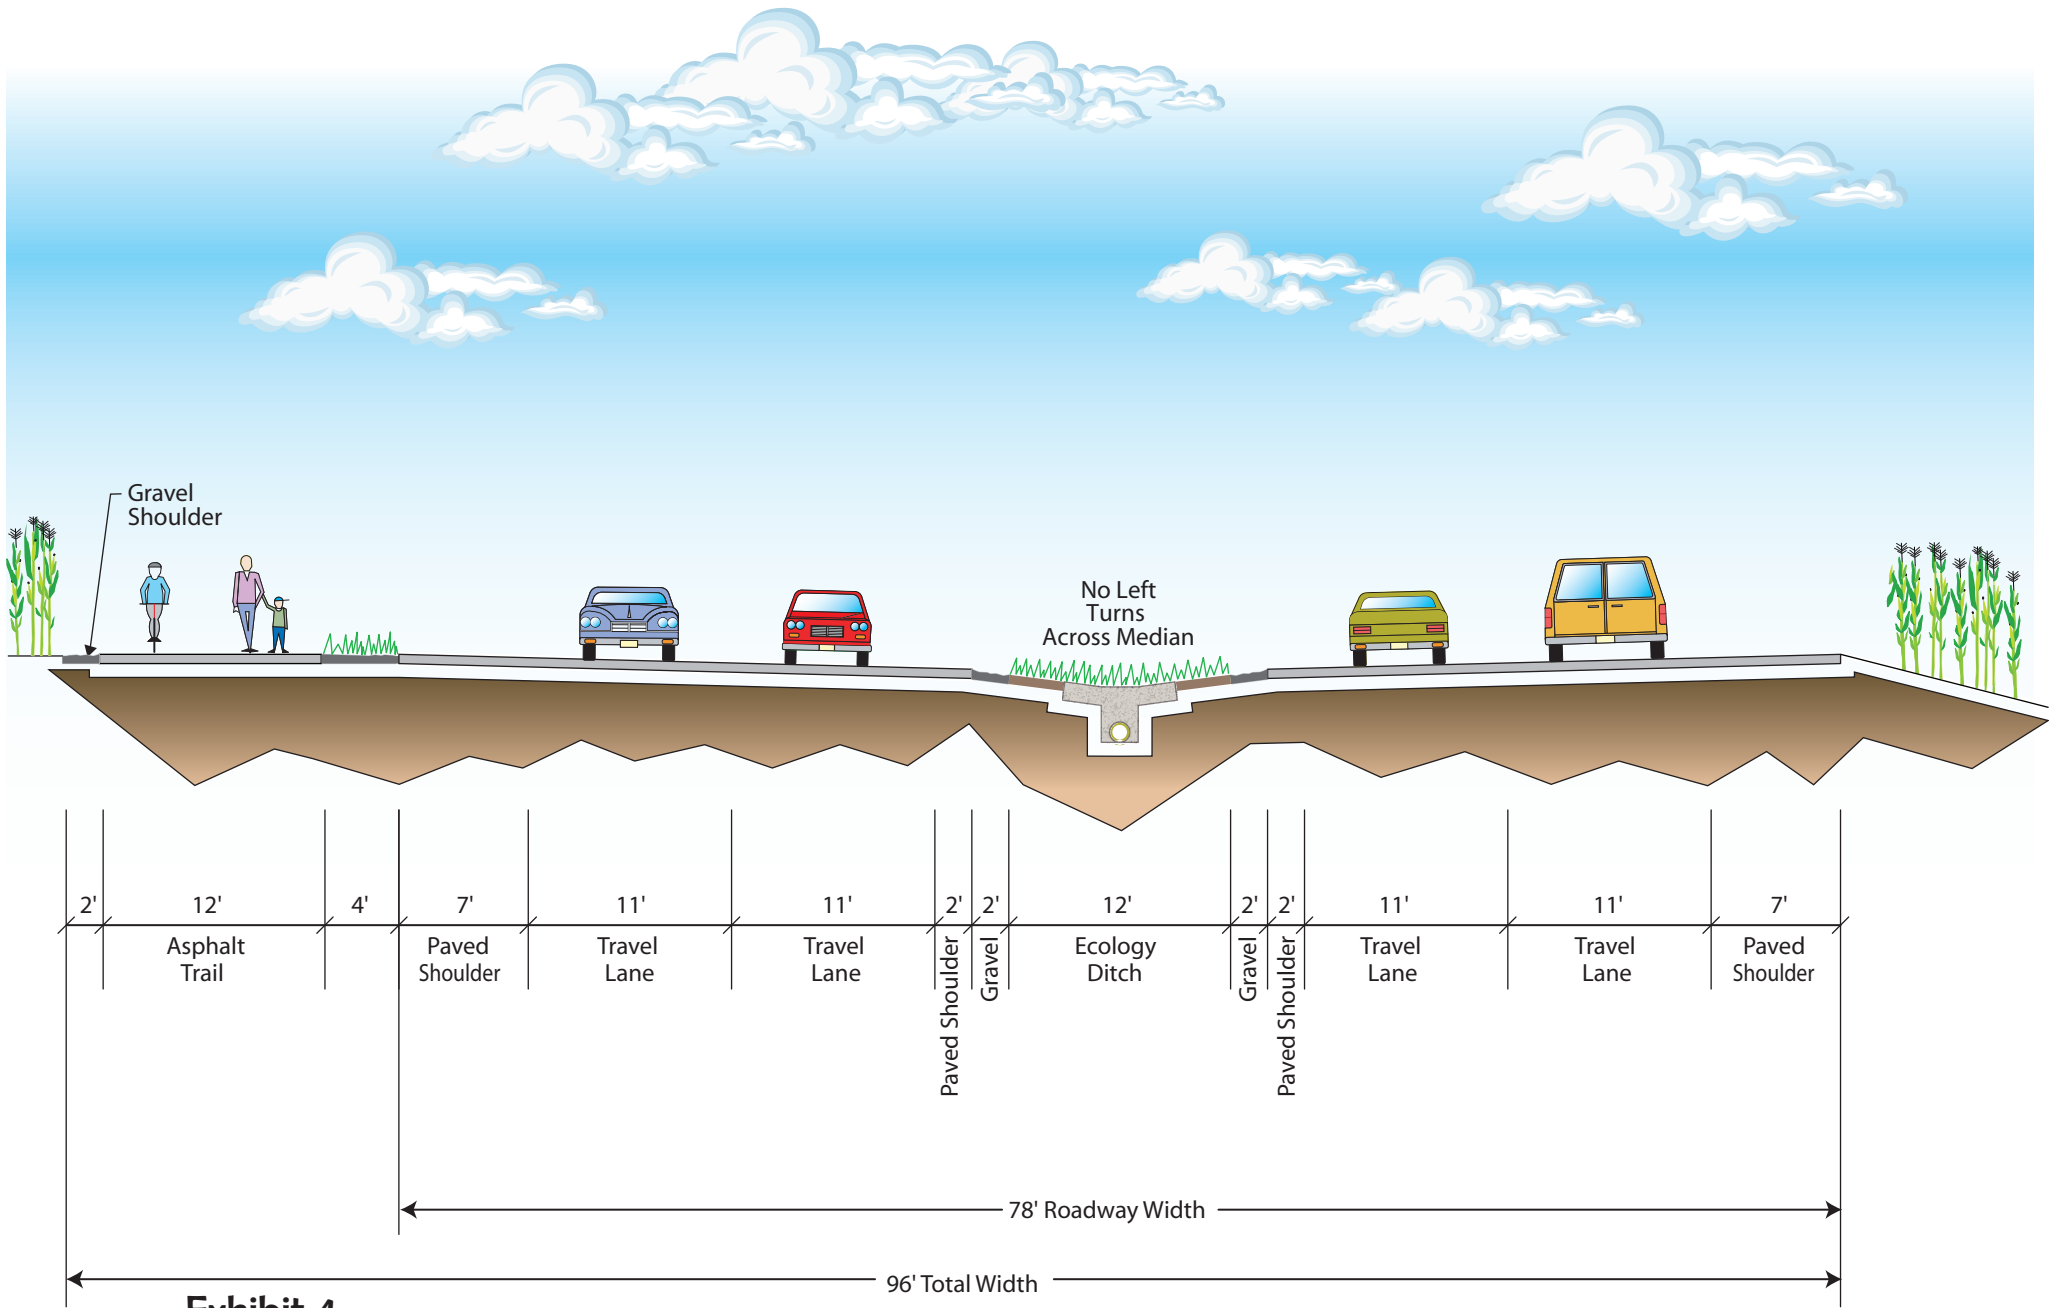 Gravel
Shoulder
No Left
Turns
Across Median
2'
12'
4'
7'
11'
11'
2'
2'
12'
2'
2'
11'
11'
7'
Asphalt
Trail
Paved
Shoulder
Travel
Lane
Travel
Lane
Paved Shoulder
Gravel
Ecology
Ditch
Gravel
Paved Shoulder
Travel
Lane
Travel
Lane
Paved
Shoulder
78' Roadway Width
96' Total Width
Exhibit 4